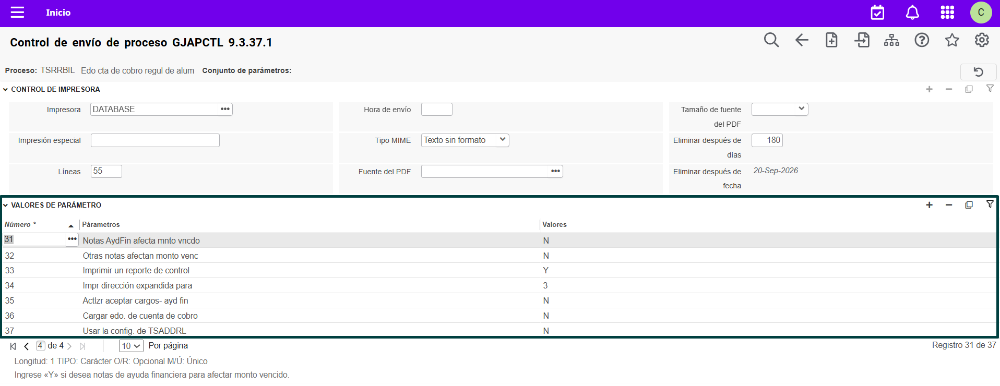 Inicio
C
Control de envío de proceso GJAPCTL 9.3.37.1
Proceso: TSRRBIL Edo cta de cobro regul de alum Conjunto de parámetros:
CONTROL DE IMPRESORA
Impresora DATABASE Hora de envío Tamaño de fuente del PDF
Impresión especial Tipo MIME Texto sin formato Eliminar después de días 180
Líneas 55 Fuente del PDF Eliminar después de fecha 20-Sep-2026
VALORES DE PARÁMETRO
Número * Párametros Valores
31 Notas AydFin afecta mnto vncdo N
32 Otras notas afectan monto venc N
33 Imprimir un reporte de control Y
34 Impr dirección expandida para 3
35 Actlzr aceptar cargos- ayd fin N
36 Cargar edo. de cuenta de cobro N
37 Usar la config. de TSADDRL N
4 de 4 10 Por página Registro 31 de 37
Longitud: 1 TIPO: Carácter O/R: Opcional M/Ú: Único
Ingrese «Y» si desea notas de ayuda financiera para afectar monto vencido.